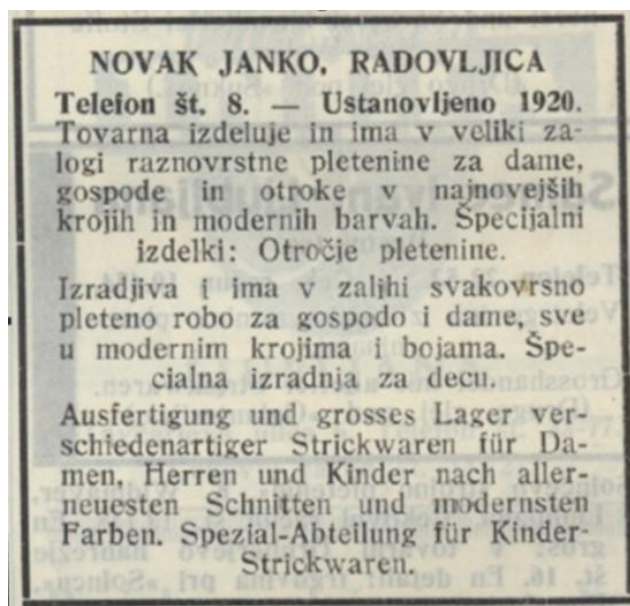 NOVAK JANKO, RADOVLJICA
Telefon št. 8. — Ustanovljeno 1920.
Tovarna izdeluje in ima v veliki za-
logi raznovrstne pletenine za dame,
gospode in otroke v najnovejših
krojih in modernih barvah. Specijalni
izdelki: Otročje pletenine.
Izradjiva i ima v zalihi svakovrsno
pleteno robo za gospodo i dame, sve
u modernim krojima i bojama. Špe-
cialna izradnja za decu.
Ausfertigung und grosses Lager ver-
schiedenartiger Strickwaren für Da-
men, Herren und Kinder nach aller-
neuesten Schnitten und modernsten
Farben. Spezial-Abteilung für Kinder-
Strickwaren.